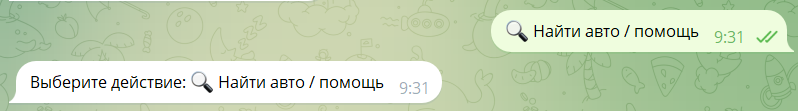 🔍 Найти авто / помощь 9:31
Выберите действие: 🔍 Найти авто / помощь 9:31